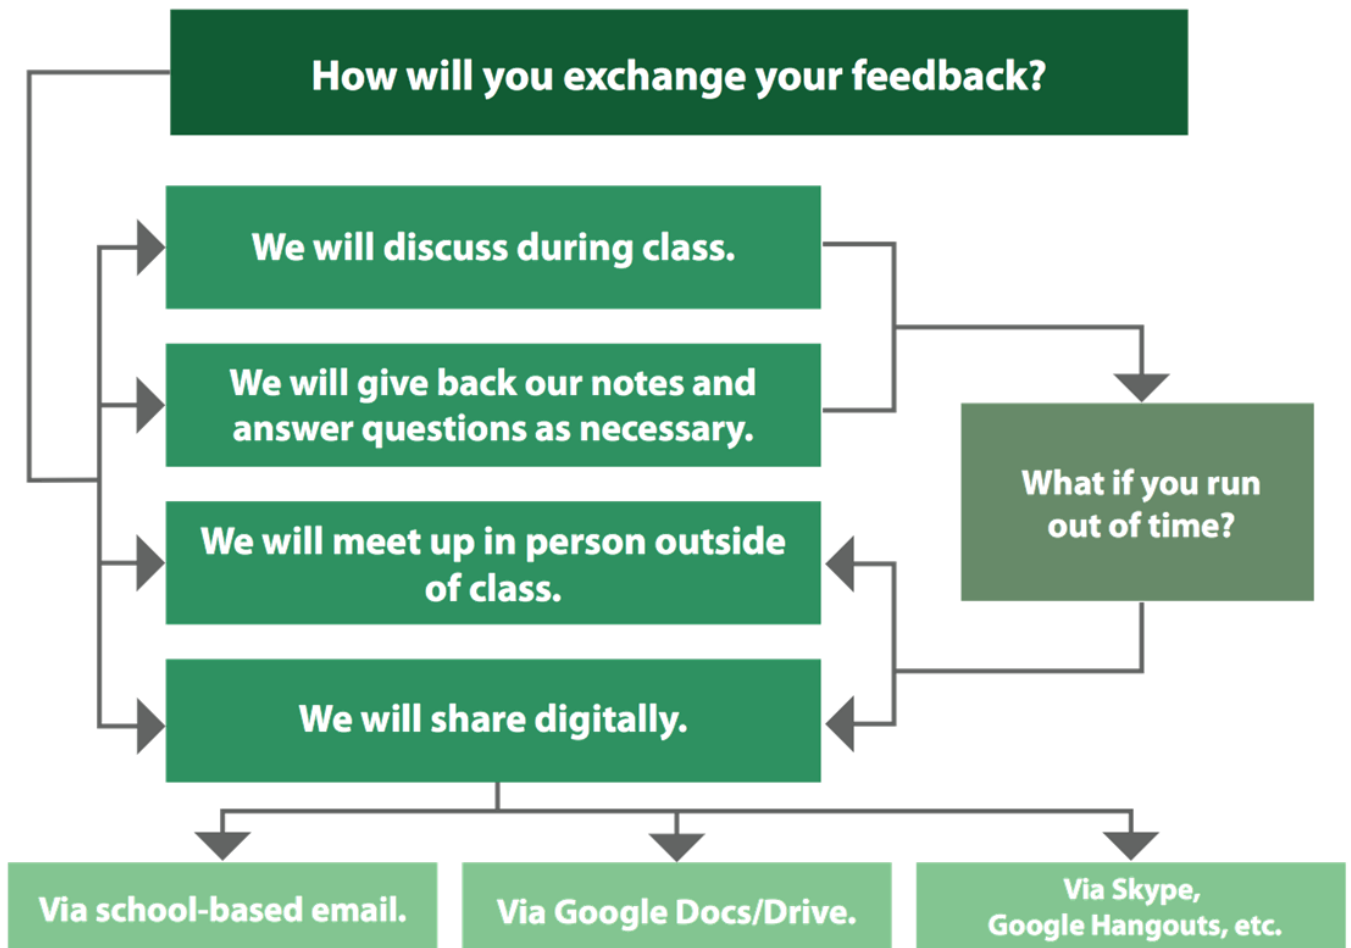 How will you exchange your feedback?
We will discuss during class.
We will give back our notes and
answer questions as necessary.
We will meet up in person outside
of class.
We will share digitally.
What if you run
out of time?
Via school-based email.
Via Google Docs/Drive.
Via Skype,
Google Hangouts, etc.